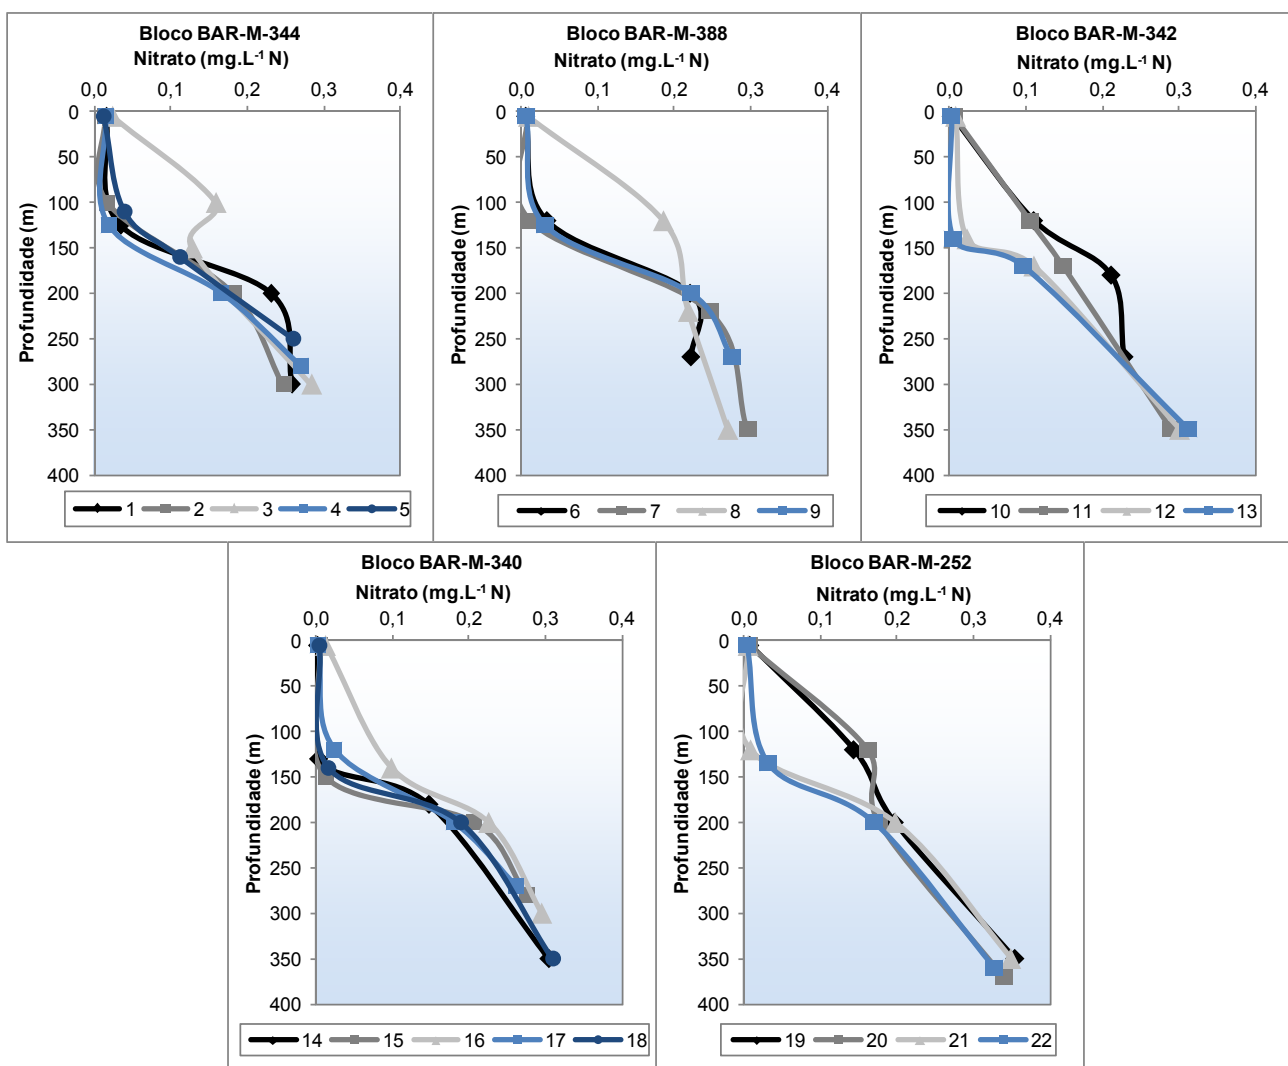 Bloco BAR-M-344
Nitrato (mg.L-1 N)
0,0 0,1 0,2 0,3 0,4
0
50
100
150
200
250
300
350
400
Profundidade (m)
1 2 3 4 5
Bloco BAR-M-388
Nitrato (mg.L-1 N)
0,0 0,1 0,2 0,3 0,4
0
50
100
150
200
250
300
350
400
Profundidade (m)
6 7 8 9
Bloco BAR-M-342
Nitrato (mg.L-1 N)
0,0 0,1 0,2 0,3 0,4
0
50
100
150
200
250
300
350
400
Profundidade (m)
10 11 12 13
Bloco BAR-M-340
Nitrato (mg.L-1 N)
0,0 0,1 0,2 0,3 0,4
0
50
100
150
200
250
300
350
400
Profundidade (m)
14 15 16 17 18
Bloco BAR-M-252
Nitrato (mg.L-1 N)
0,0 0,1 0,2 0,3 0,4
0
50
100
150
200
250
300
350
400
Profundidade (m)
19 20 21 22